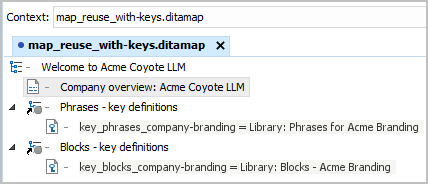 Context: map_reuse_with-keys.ditamap
map_reuse_with-keys.ditamap
– Welcome to Acme Coyote LLM
– Company overview: Acme Coyote LLM
– Phrases - key definitions
– key_phrases_company-branding = Library: Phrases for Acme Branding
– Blocks - key definitions
– key_blocks_company-branding = Library: Blocks - Acme Branding